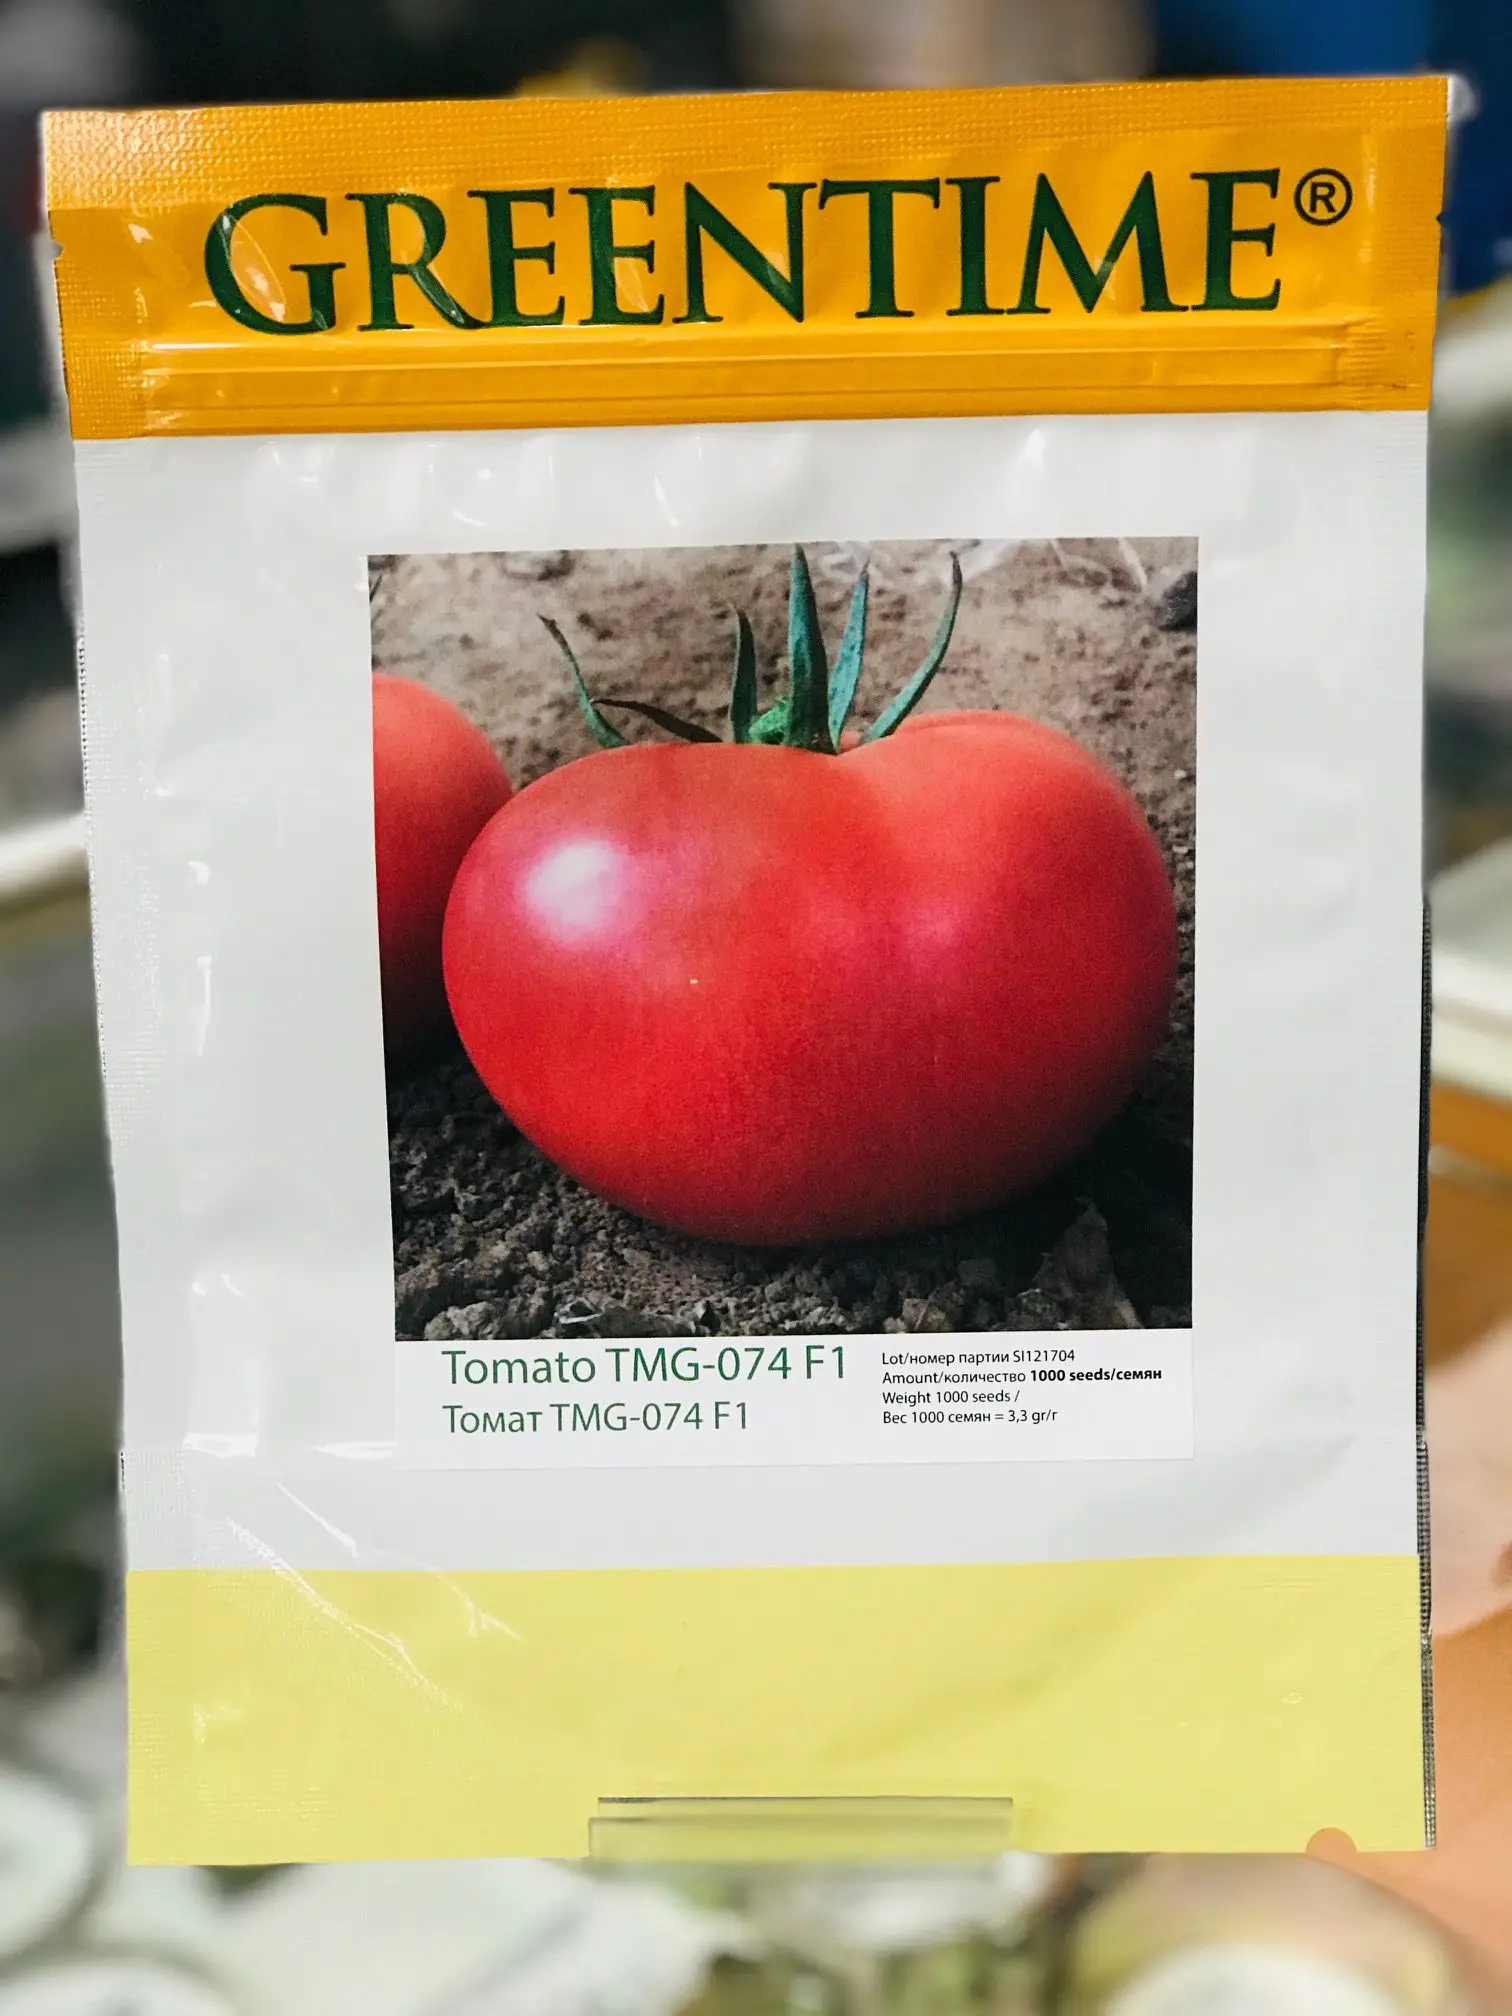 GREENTIME®
Tomato TMG-074 F1
Томат TMG-074 F1
Lot/номер партии SI121704
Amount/количество 1000 seeds/семян
Weight 1000 seeds /
Вес 1000 семян = 3,3 gr/г